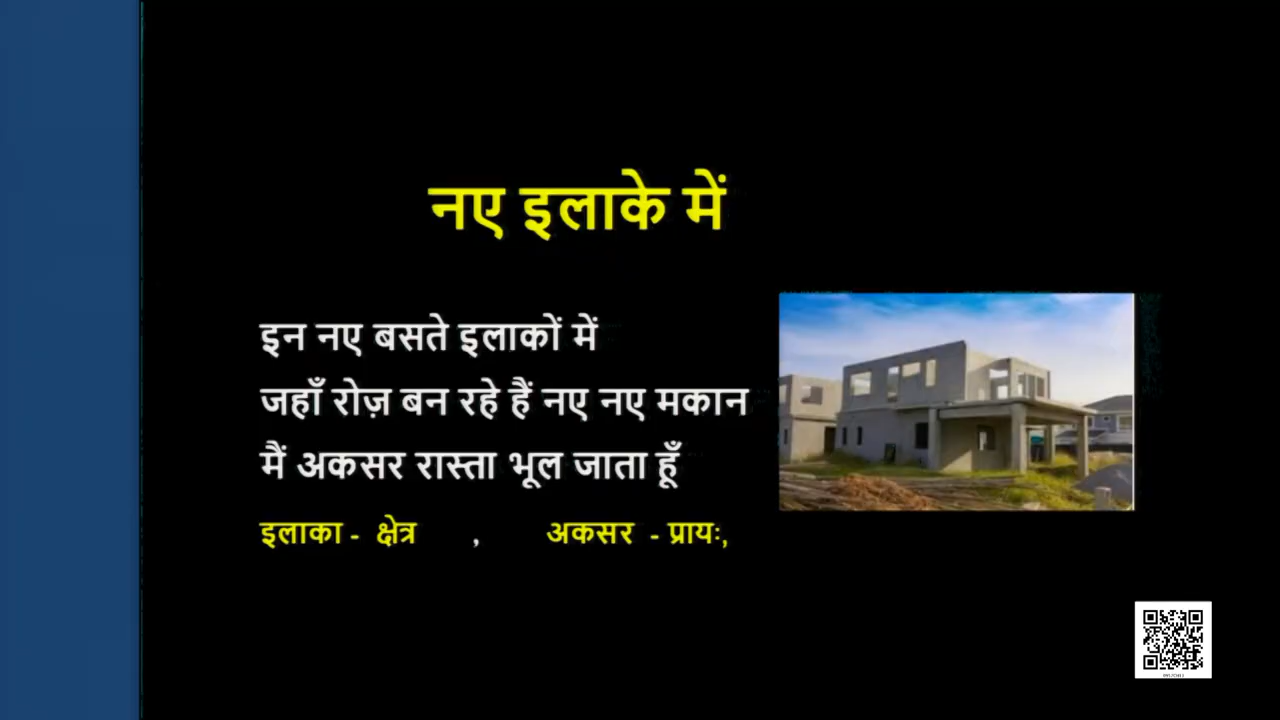 नए इलाके में
इन नए बसते इलाकों में
जहाँ रोज़ बन रहे हैं नए नए मकान
मैं अकसर रास्ता भूल जाता हूँ
इलाका - क्षेत्र , अकसर - प्रायः,